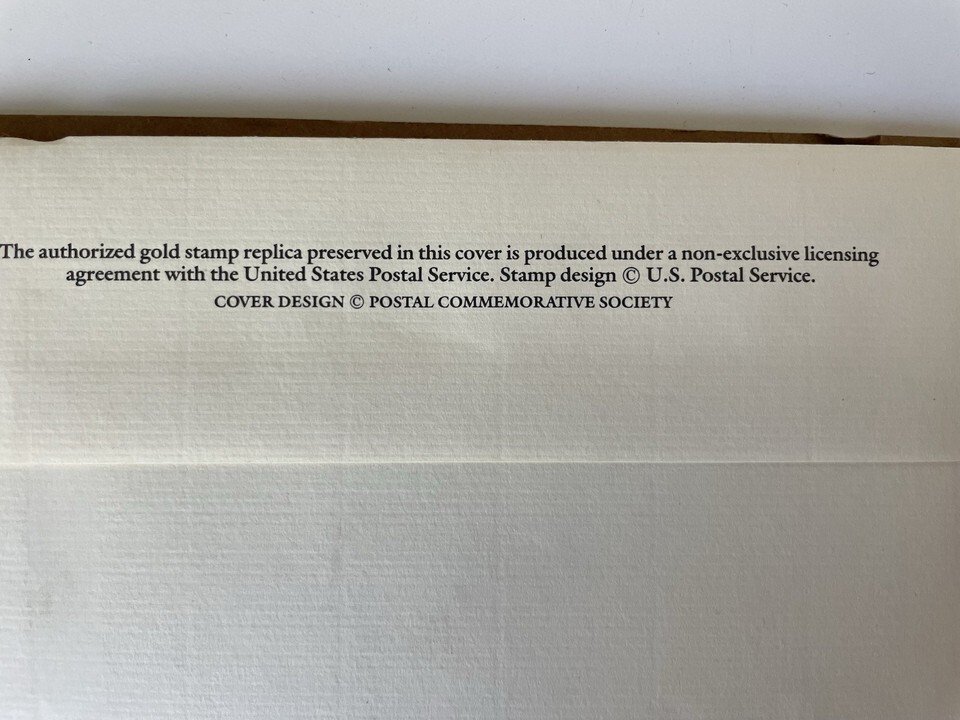 The authorized gold stamp replica preserved in this cover is produced under a non-exclusive licensing
agreement with the United States Postal Service. Stamp design © U.S. Postal Service.
COVER DESIGN © POSTAL COMMEMORATIVE SOCIETY